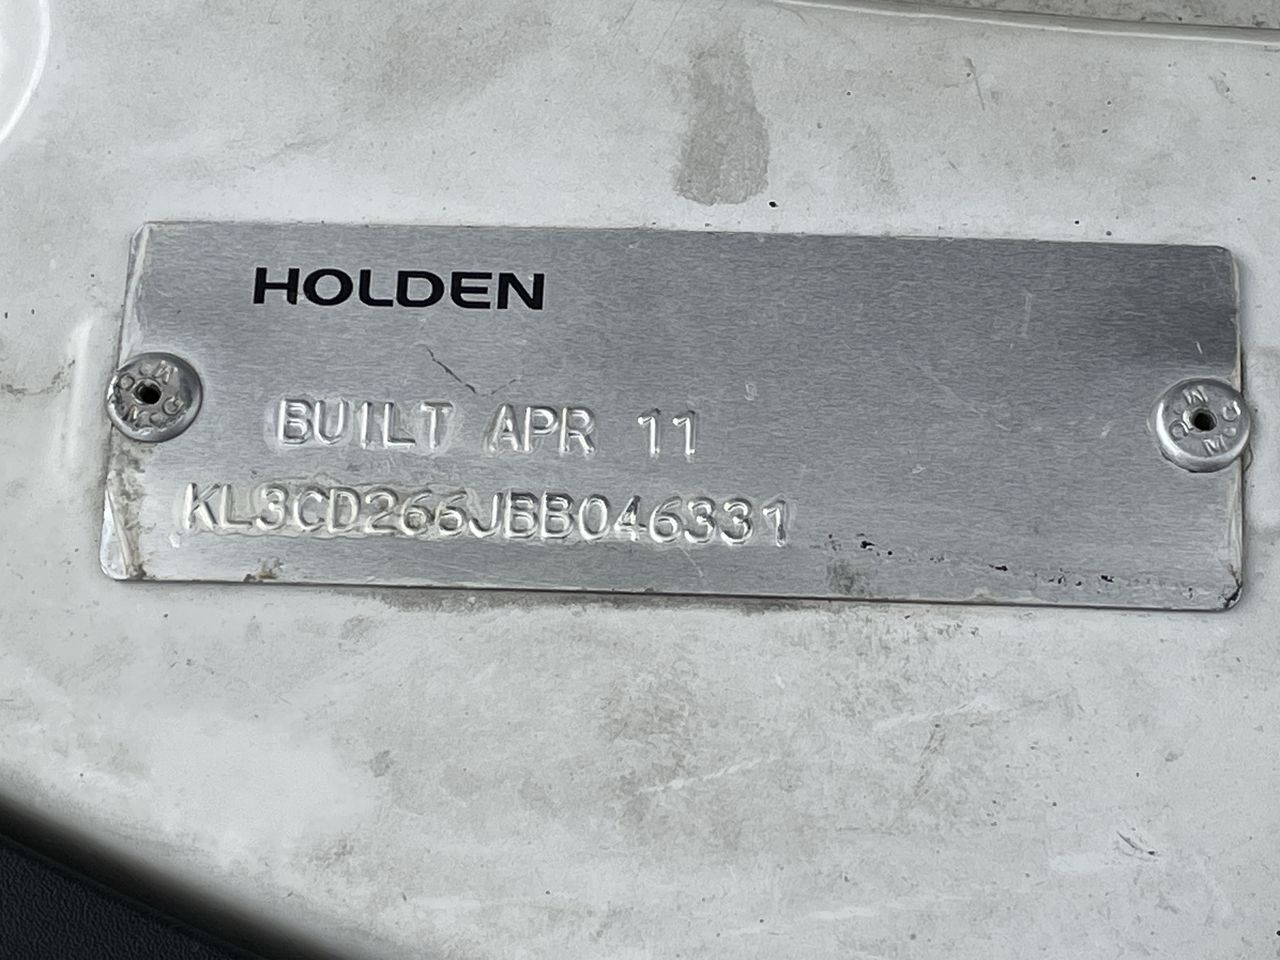 HOLDEN
BUILT APR 11
KL3CD266JBB046331